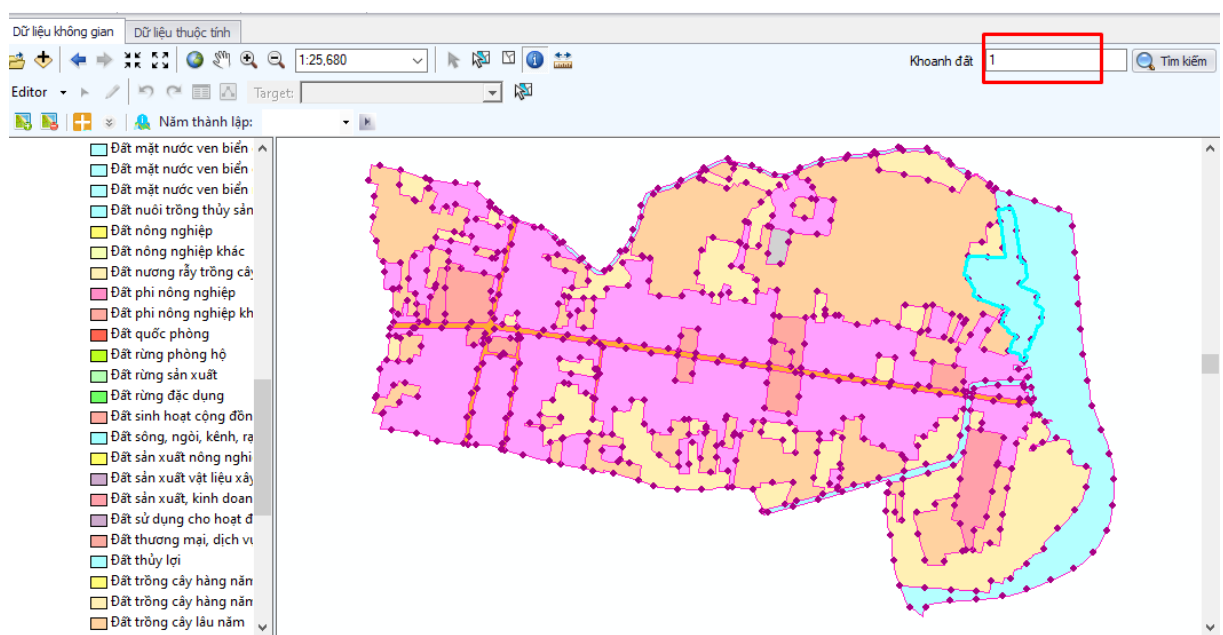 Dữ liệu không gian Dữ liệu thuộc tính
1:25,680 Khoanh đất 1 Tìm kiếm
Editor Target:
Năm thành lập:
Đất mặt nước ven biển
Đất mặt nước ven biển
Đất mặt nước ven biển
Đất nuôi trồng thủy sản
Đất nông nghiệp
Đất nông nghiệp khác
Đất nương rẫy trồng cây
Đất phi nông nghiệp
Đất phi nông nghiệp kh
Đất quốc phòng
Đất rừng phòng hộ
Đất rừng sản xuất
Đất rừng đặc dụng
Đất sinh hoạt cộng đồn
Đất sông, ngòi, kênh, rạ
Đất sản xuất nông nghi
Đất sản xuất vật liệu xây
Đất sản xuất, kinh doan
Đất sử dụng cho hoạt đ
Đất thương mại, dịch vụ
Đất thủy lợi
Đất trồng cây hàng năm
Đất trồng cây hàng năm
Đất trồng cây lâu năm